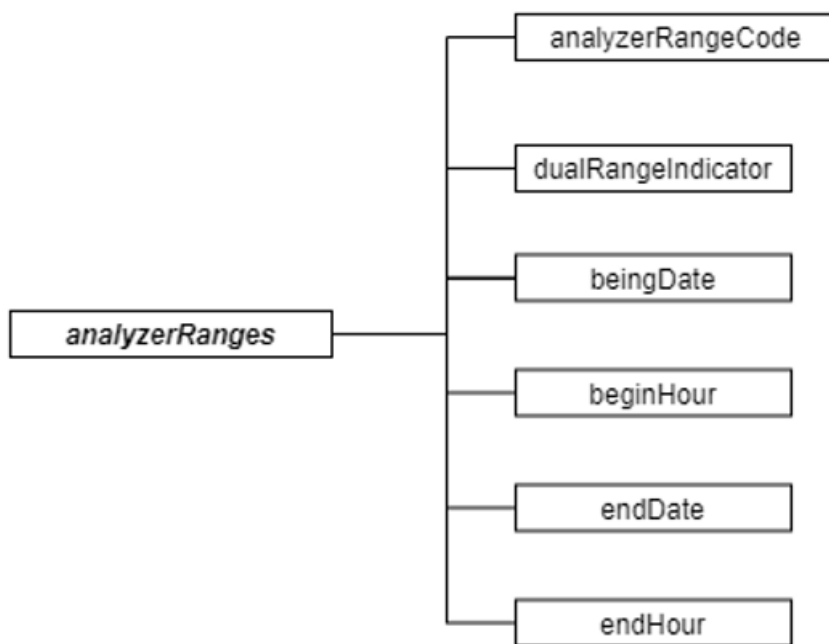 analyzerRangeCode
dualRangeIndicator
beingDate
analyzerRanges
beginHour
endDate
endHour